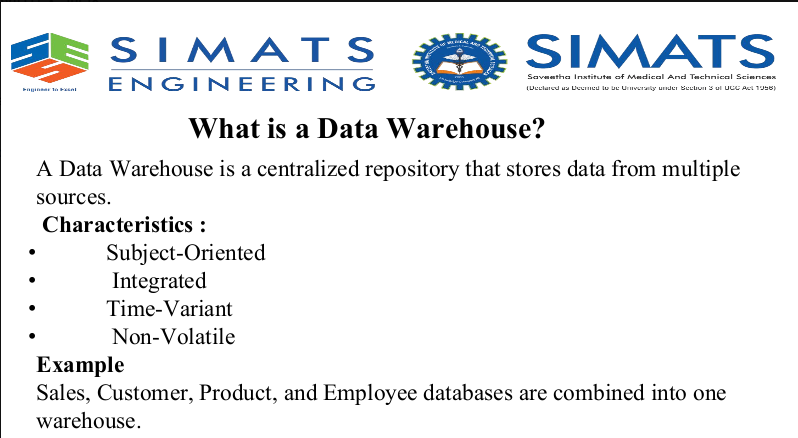 SIMATS
ENGINEERING
Engineer to Excel
SIMATS
Saveetha Institute of Medical And Technical Sciences
(Declared as Deemed to be University under Section 3 of UGC Act 1956)
What is a Data Warehouse?
A Data Warehouse is a centralized repository that stores data from multiple
sources.
Characteristics :
• Subject-Oriented
• Integrated
• Time-Variant
• Non-Volatile
Example
Sales, Customer, Product, and Employee databases are combined into one
warehouse.